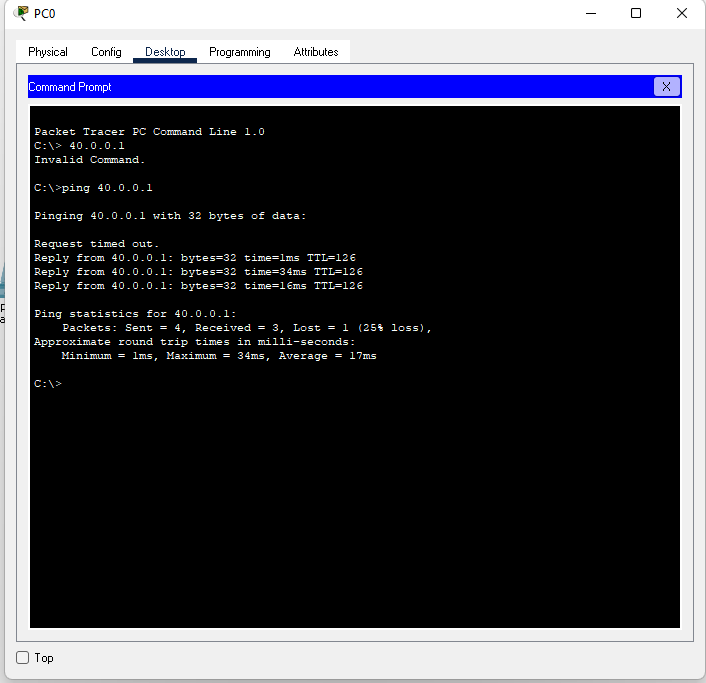 PC0
Physical Config Desktop Programming Attributes
Command Prompt
X
Packet Tracer PC Command Line 1.0
C:\> 40.0.0.1
Invalid Command.
C:\>ping 40.0.0.1
Pinging 40.0.0.1 with 32 bytes of data:
Request timed out.
Reply from 40.0.0.1: bytes=32 time=1ms TTL=126
Reply from 40.0.0.1: bytes=32 time=34ms TTL=126
Reply from 40.0.0.1: bytes=32 time=16ms TTL=126
Ping statistics for 40.0.0.1:
Packets: Sent = 4, Received = 3, Lost = 1 (25% loss),
Approximate round trip times in milli-seconds:
Minimum = 1ms, Maximum = 34ms, Average = 17ms
C:\>
Top